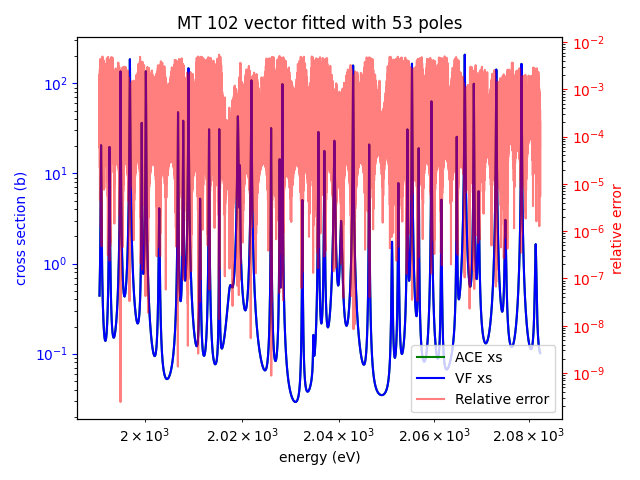 MT 102 vector fitted with 53 poles
10²
10¹
10⁰
10⁻¹
cross section (b)
10⁻²
10⁻³
10⁻⁴
10⁻⁵
10⁻⁶
10⁻⁷
10⁻⁸
10⁻⁹
relative error
ACE xs
VF xs
Relative error
2 × 10³ 2.02 × 10³ 2.04 × 10³ 2.06 × 10³ 2.08 × 10³
energy (eV)